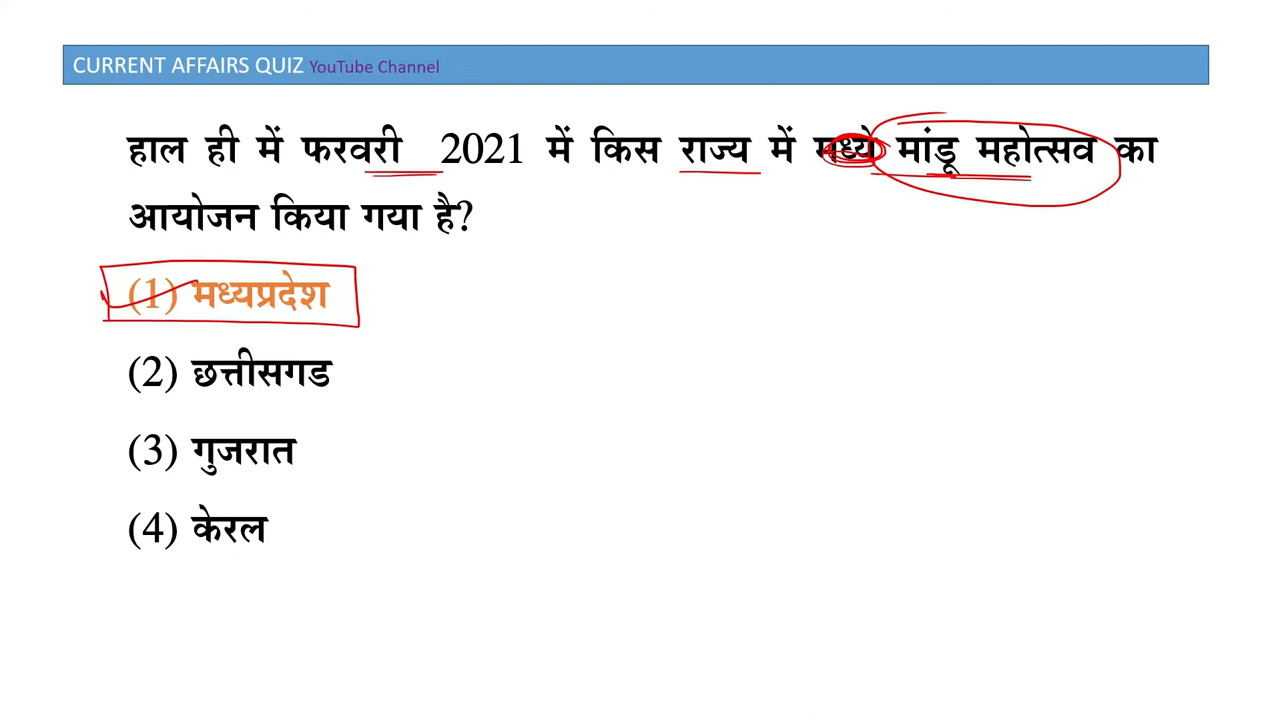 CURRENT AFFAIRS QUIZ YouTube Channel
हाल ही में फरवरी 2021 में किस राज्य में मध्ये मांडू महोत्सव का
आयोजन किया गया है?
(1) मध्यप्रदेश
(2) छत्तीसगड
(3) गुजरात
(4) केरल